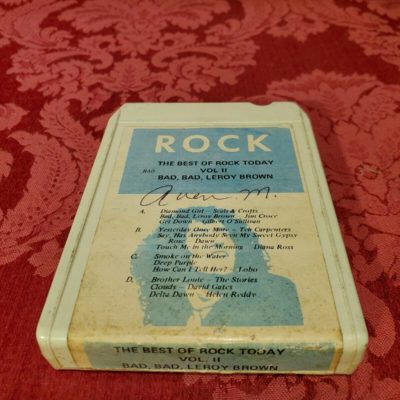 ROCK
THE BEST OF ROCK TODAY
VOL II
BAD, BAD, LEROY BROWN
A. Diamond Girl - Seals & Crofts
Bad, Bad, Leroy Brown - Jim Croce
Get Down - Gilbert O'Sullivan
B. Yesterday Once More - The Carpenters
Say, Has Anybody Seen My Sweet Gypsy
Rose - Dawn
Touch Me in the Morning Diana Ross
C. Smoke on the Water
Deep Purple
How Can I Tell Her? - Lobo
D. Brother Louie - The Stories
Clouds - David Gates
Delta Dawn - Helen Reddy
THE BEST OF ROCK TODAY
VOL. II
BAD, BAD, LEROY BROWN